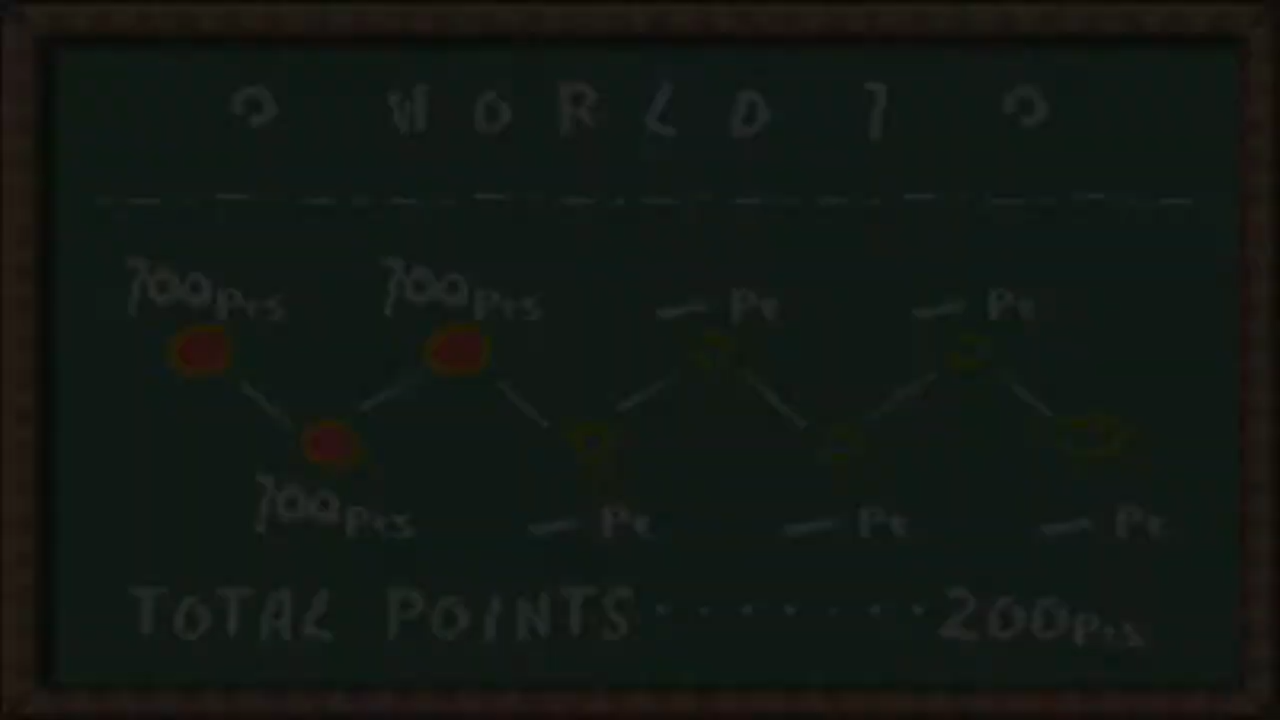 WORLD 1
100Pts 100Pts - Pt - Pt
100Pts - Pt - Pt - Pt
TOTAL POINTS ······· 200Pts